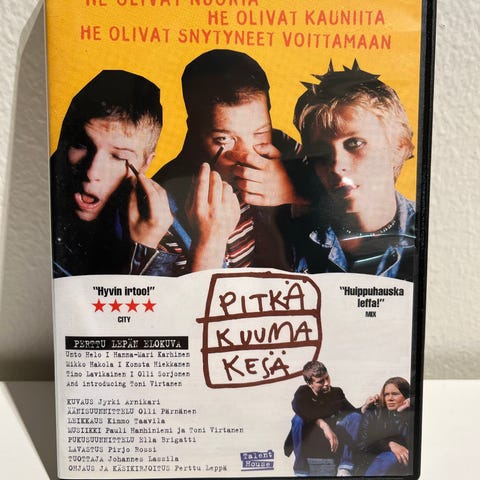 HE OLIVAT NUORIA
HE OLIVAT KAUNIITA
HE OLIVAT SNYTYNEET VOITTAMAAN
"Hyvin irtoo!"
★★★★
CITY
PITKÄ
KUUMA
KESÄ
"Huippuhauska
leffa!"
MIX
PERTTU LEPÄN ELOKUVA
Unto Helo I Hanna-Mari Karhinen
Mikko Hakola I Konsta Hiekkanen
Timo Lavikainen I Olli Sorjonen
And introducing Toni Virtanen
KUVAUS Jyrki Arnikari
ÄÄNISUUNNITTELU Olli Pärnänen
LEIKKAUS Kimmo Taavila
MUSIIKKI Pauli Hanhiniemi ja Toni Virtanen
PUKUSUUNNITTELU Ella Brigatti
LAVASTUS Pirjo Rossi
TUOTTAJA Johannes Lassila
OHJAUS JA KÄSIKIRJOITUS Perttu Leppä
Talent
House